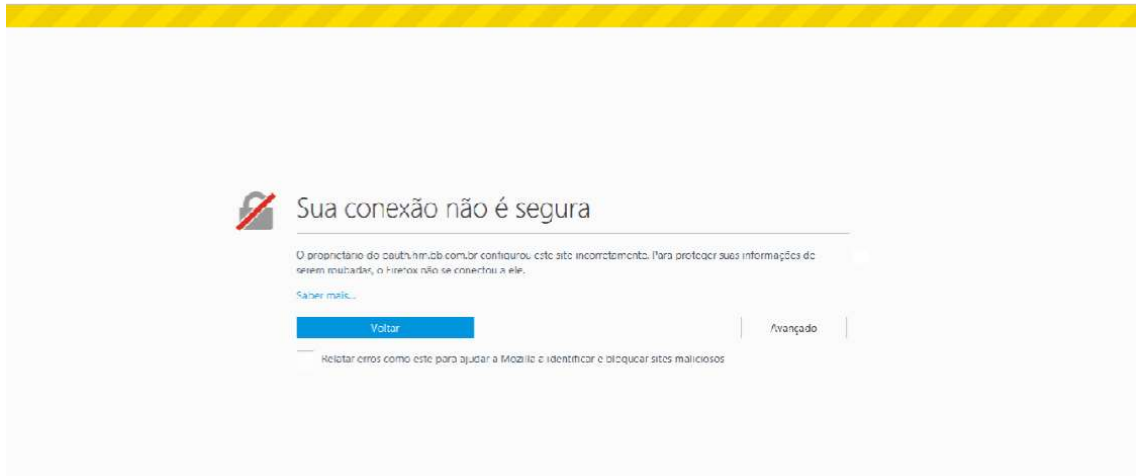 Sua conexão não é segura
O proprietário do oauth.hm.bb.com.br configurou este site incorretamente. Para proteger suas informações de
serem roubadas, o Firefox não se conectou a ele.
Saber mais...
Voltar
Avançado
Relatar erros como este para ajudar a Mozilla a identificar e bloquear sites maliciosos